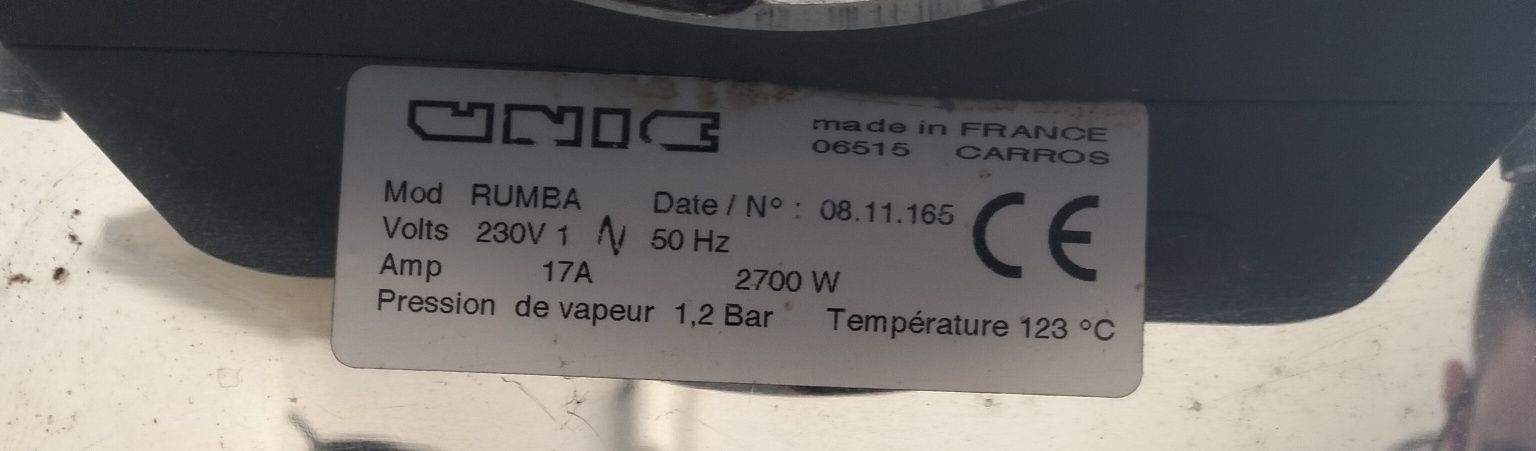 UNIC
made in FRANCE
06515 CARROS
Mod RUMBA Date / N° : 08.11.165
Volts 230V 1 ∿ 50 Hz
Amp 17A 2700 W
Pression de vapeur 1,2 Bar Température 123 °C
CE